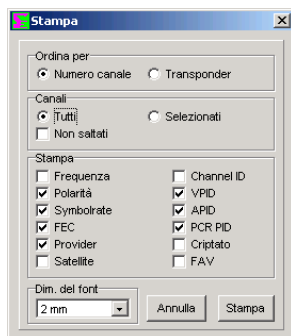 Stampa
Ordina per
Numero canale Transponder
Canali
Tutti Selezionati
Non saltati
Stampa
Frequenza Channel ID
Polarità VPID
Symbolrate APID
FEC PCR PID
Provider Criptato
Satellite FAV
Dim. del font
2 mm Annulla Stampa